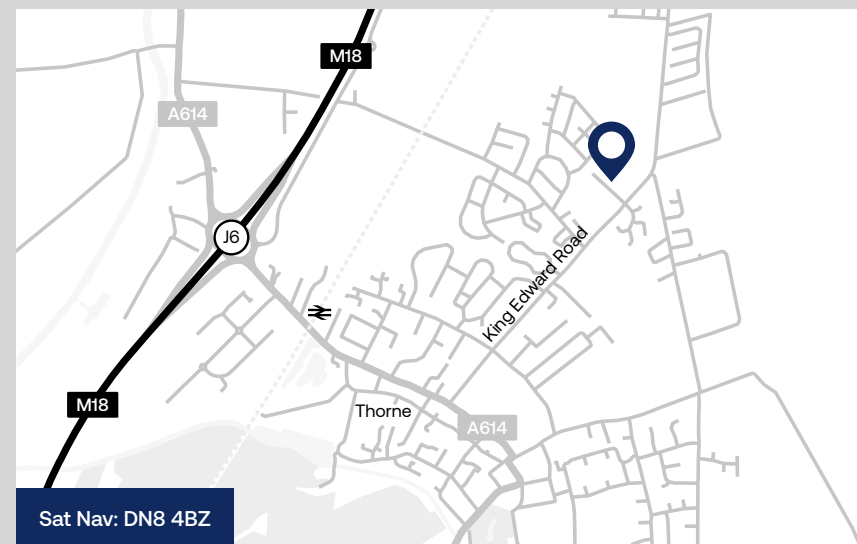 M18
A614
J6
King Edward Road
M18
Thorne
A614
Sat Nav: DN8 4BZ